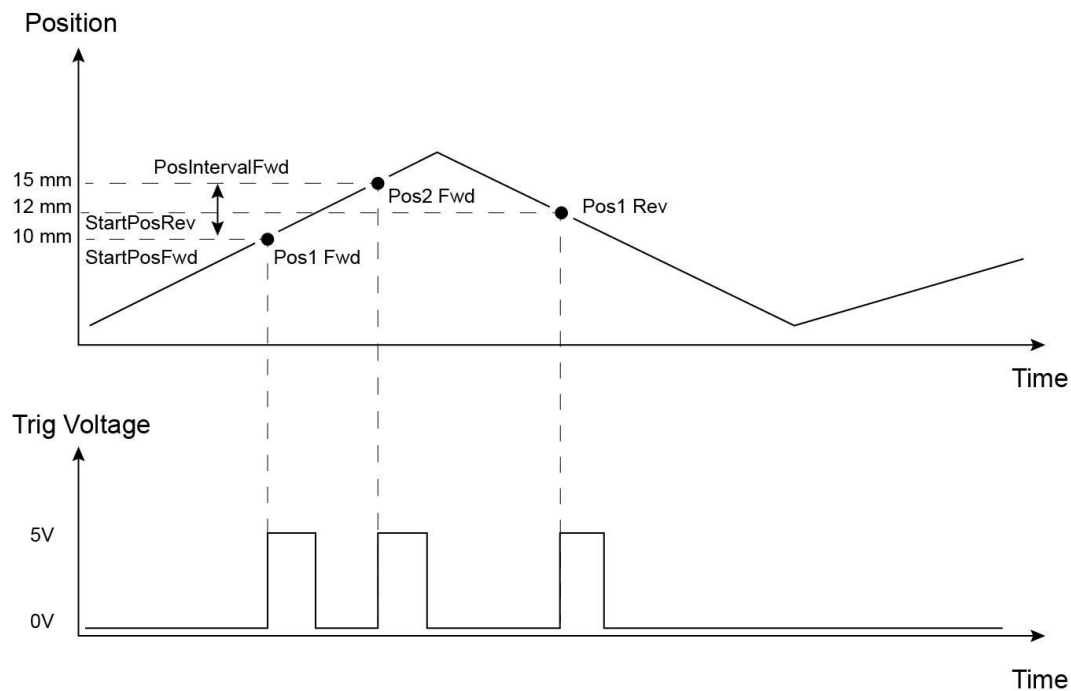 Position
PosIntervalFwd
15 mm
Pos2 Fwd
12 mm
Pos1 Rev
StartPosRev
10 mm
StartPosFwd
Pos1 Fwd
Time
Trig Voltage
5V
0V
Time